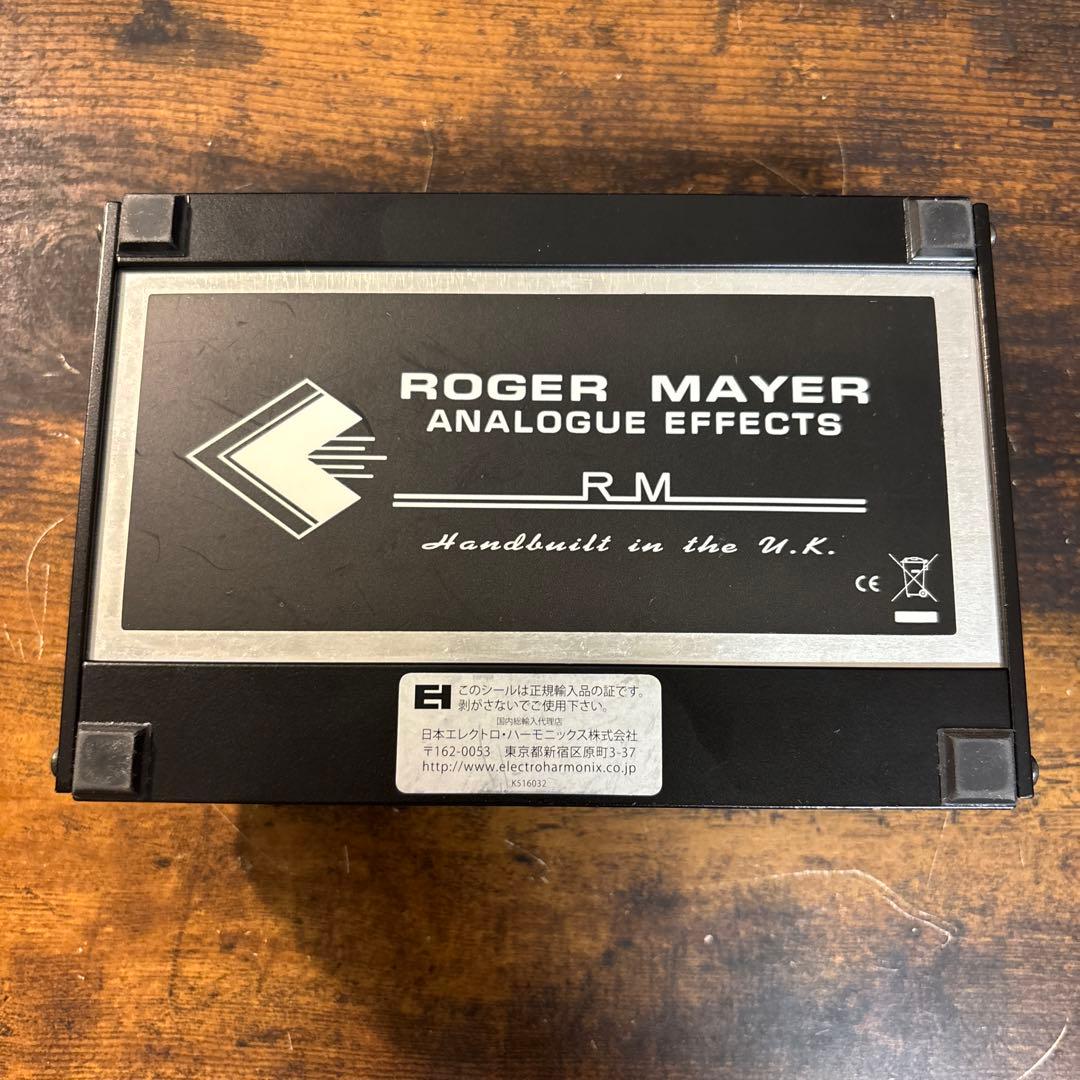 ROGER MAYER
ANALOGUE EFFECTS
R M
Handbuilt in the U.K.
CE
EH このシールは正規輸入品の証です。
剥がさないでご使用下さい。
国内総輸入代理店
日本エレクトロ・ハーモニックス株式会社
〒162-0053 東京都新宿区原町3-37
http://www.electroharmonix.co.jp
K516032